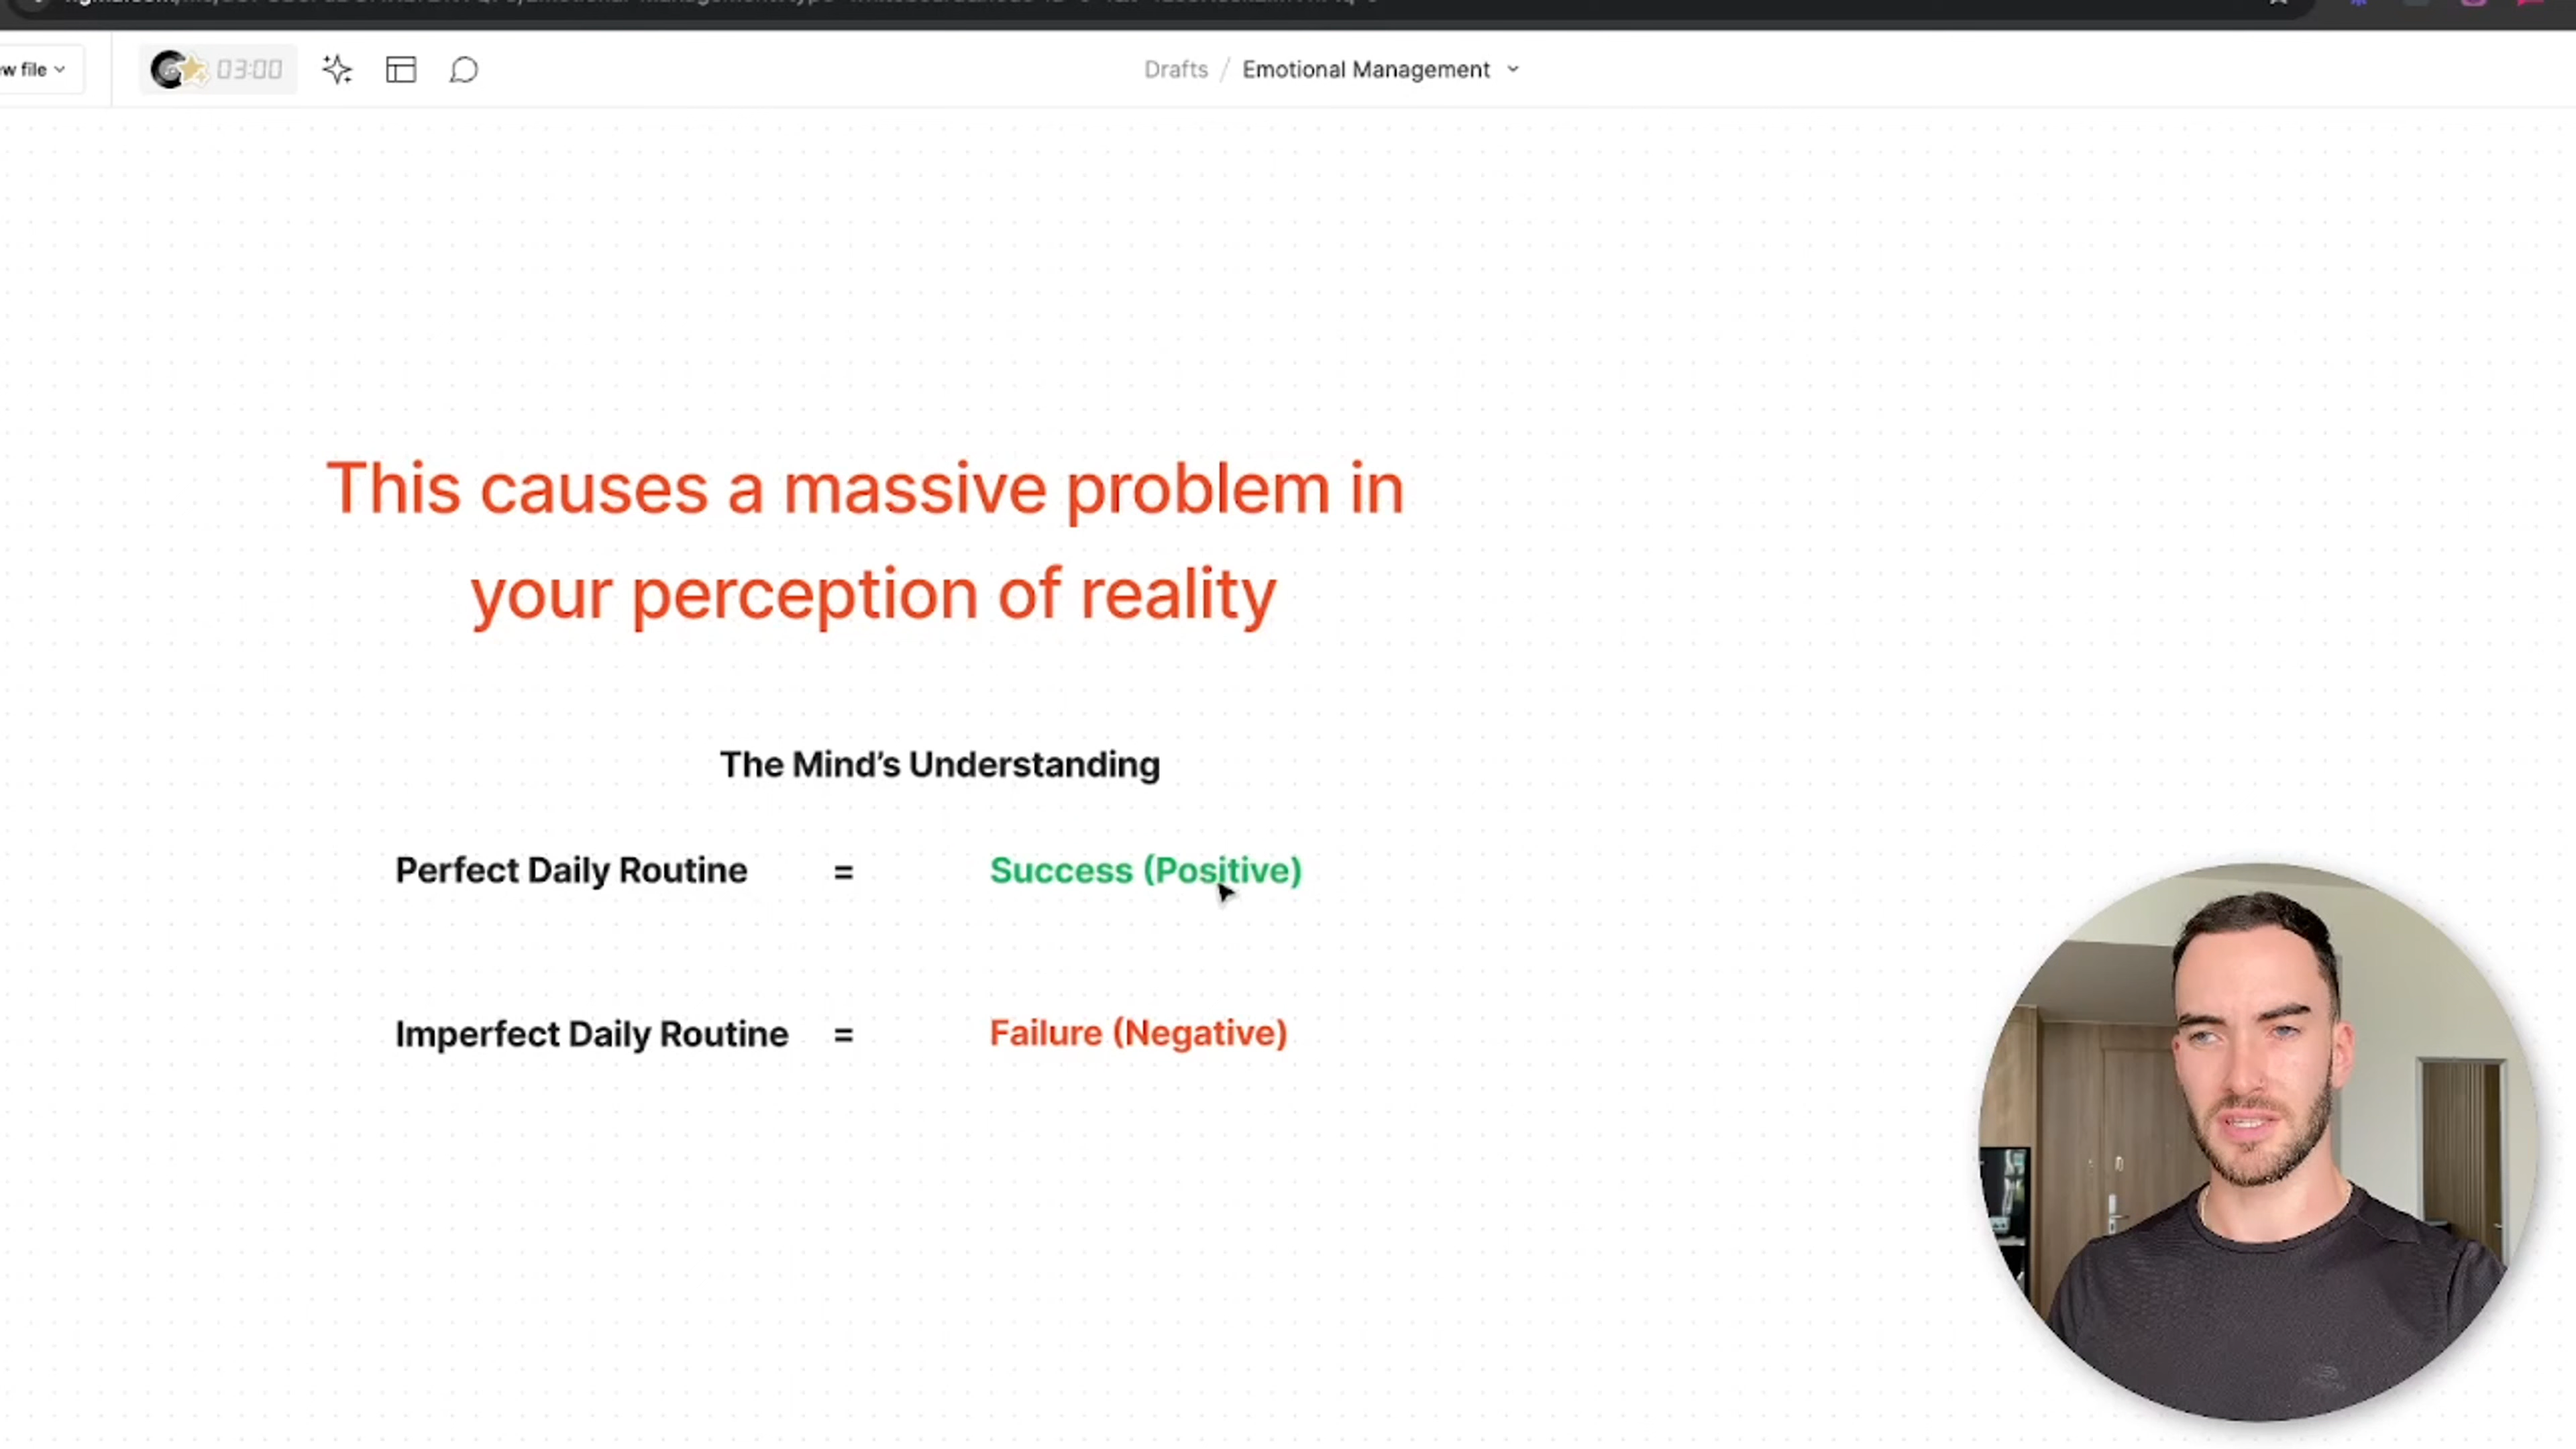 file
03:00
Drafts / Emotional Management
This causes a massive problem in
your perception of reality
The Mind's Understanding
Perfect Daily Routine = Success (Positive)
Imperfect Daily Routine = Failure (Negative)